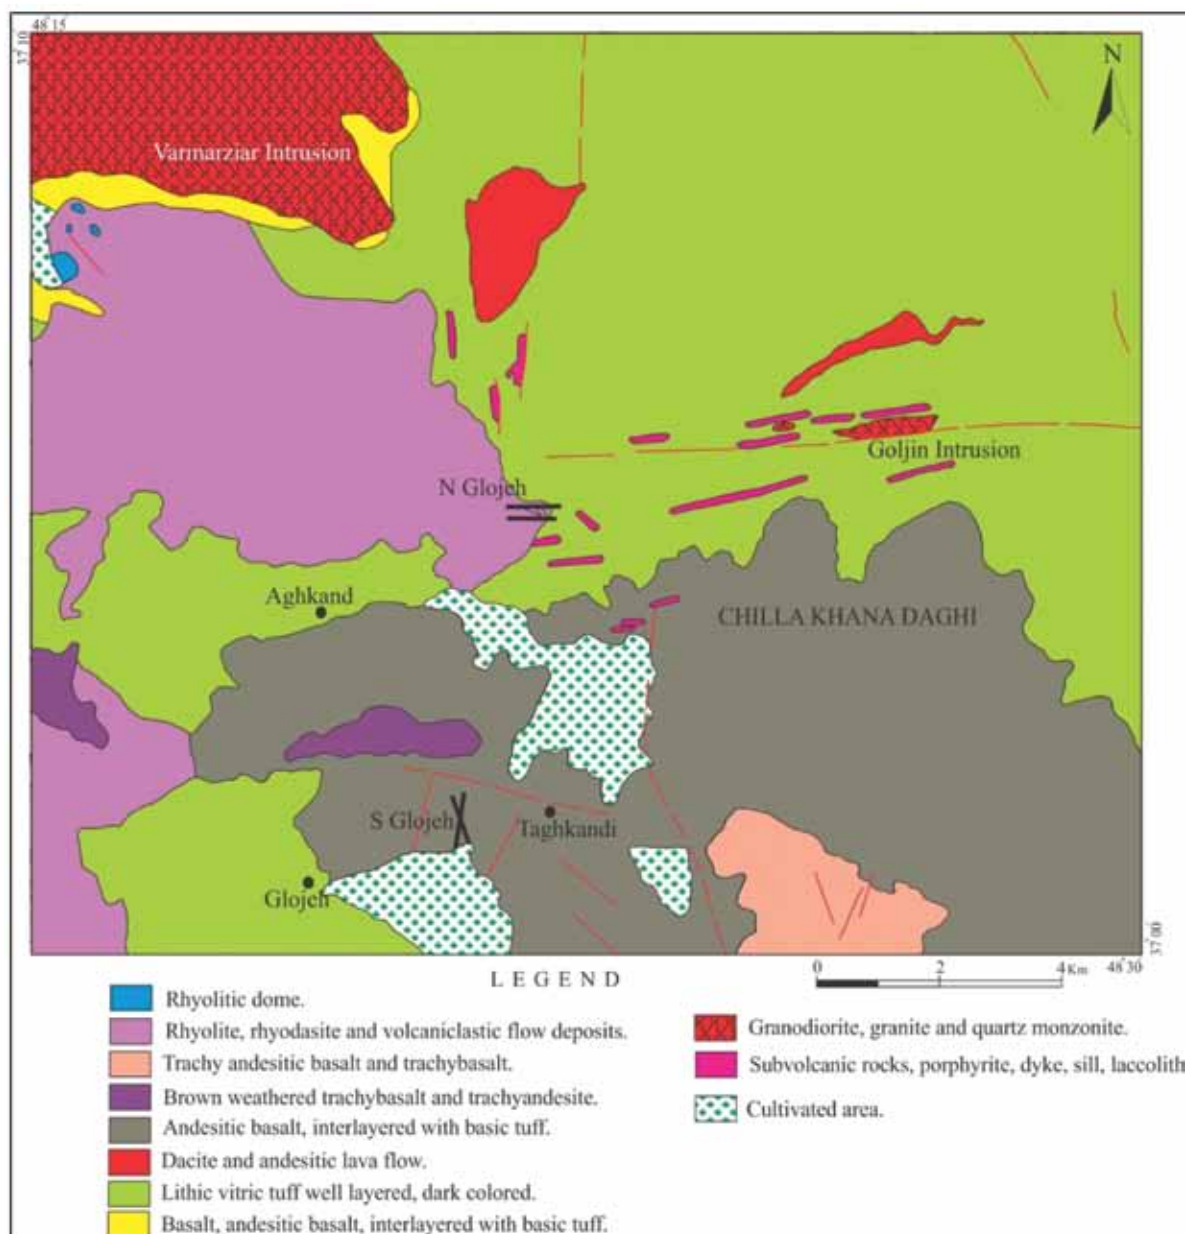 48 15
37 10
N
Varmarziar Intrusion
Goljin Intrusion
N Glojeh
Aghkand
CHILLA KHANA DAGHI
S Glojeh
Taghkandi
Glojeh
37 00
48 30
0 2 4 Km
LEGEND
Rhyolitic dome.
Rhyolite, rhyodasite and volcaniclastic flow deposits.
Trachy andesitic basalt and trachybasalt.
Brown weathered trachybasalt and trachyandesite.
Andesitic basalt, interlayered with basic tuff.
Dacite and andesitic lava flow.
Lithic vitric tuff well layered, dark colored.
Basalt, andesitic basalt, interlayered with basic tuff.
Granodiorite, granite and quartz monzonite.
Subvolcanic rocks, porphyrite, dyke, sill, laccolith
Cultivated area.